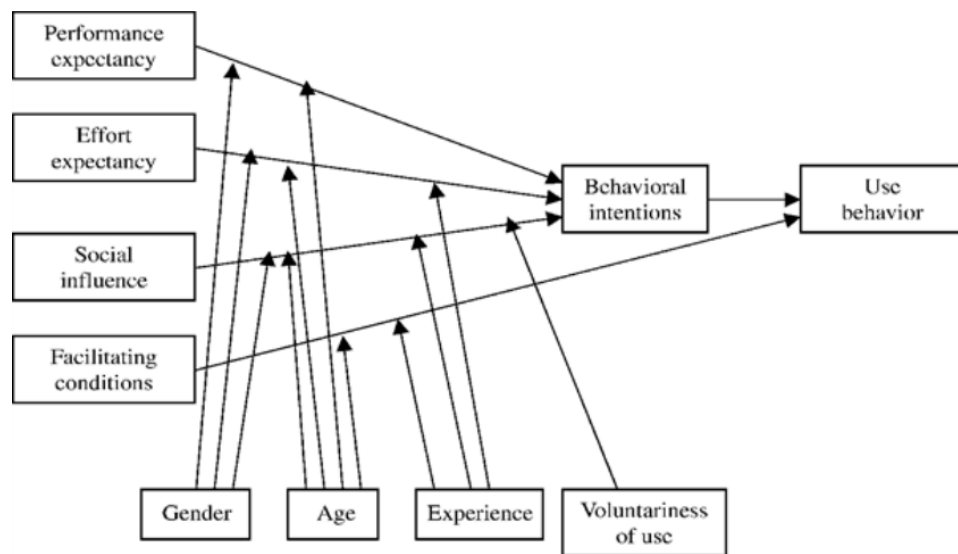 Performance
expectancy
Effort
expectancy
Social
influence
Facilitating
conditions
Behavioral
intentions
Use
behavior
Gender
Age
Experience
Voluntariness
of use